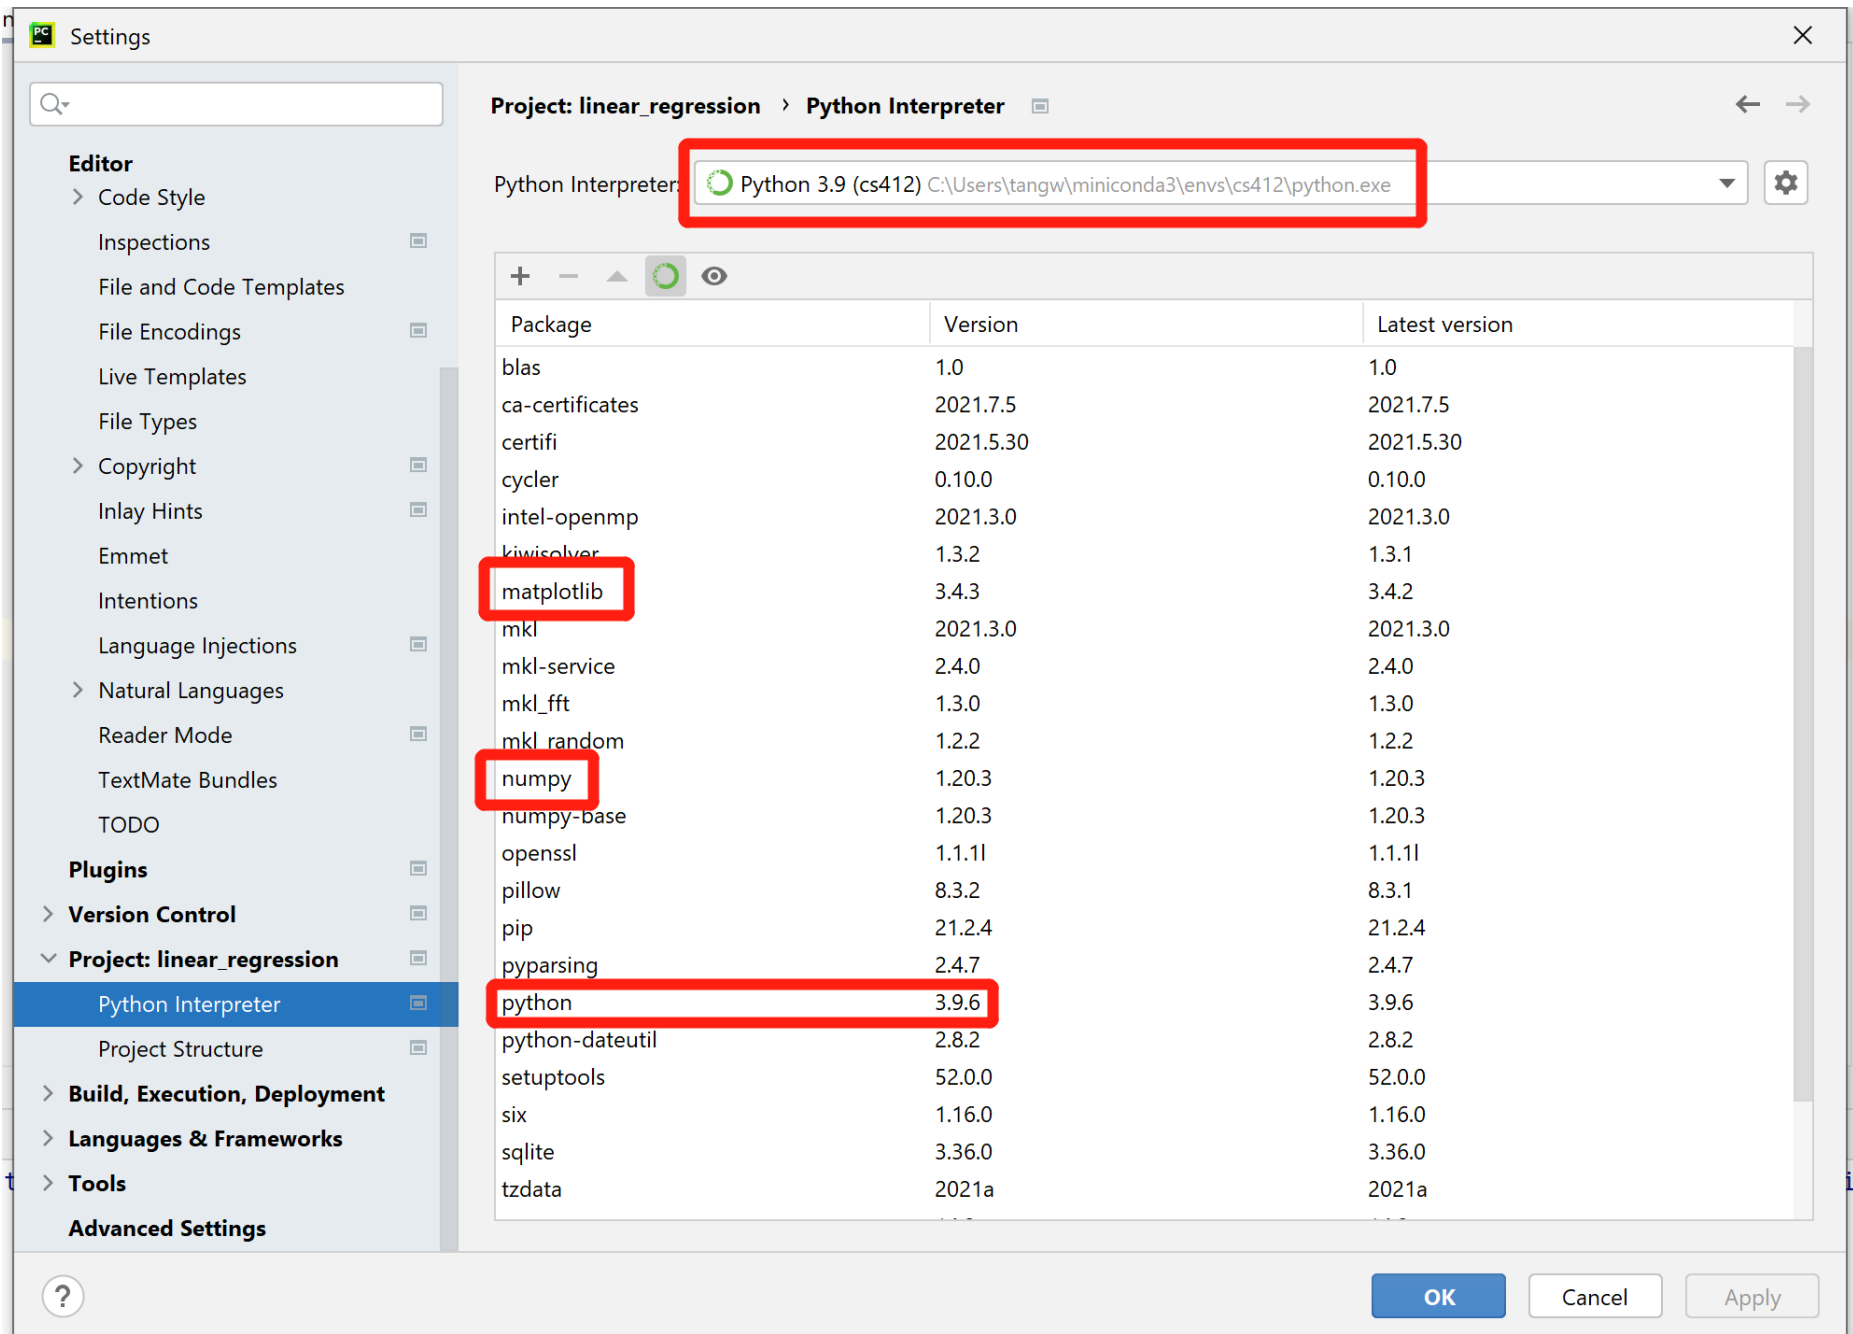 PC Settings
Project: linear_regression › Python Interpreter
Python Interpreter: Python 3.9 (cs412) C:\Users\tangw\miniconda3\envs\cs412\python.exe
Editor
Code Style
Inspections
File and Code Templates
File Encodings
Live Templates
File Types
Copyright
Inlay Hints
Emmet
Intentions
Language Injections
Natural Languages
Reader Mode
TextMate Bundles
TODO
Plugins
Version Control
Project: linear_regression
Python Interpreter
Project Structure
Build, Execution, Deployment
Languages & Frameworks
Tools
Advanced Settings
Package Version Latest version
blas 1.0 1.0
ca-certificates 2021.7.5 2021.7.5
certifi 2021.5.30 2021.5.30
cycler 0.10.0 0.10.0
intel-openmp 2021.3.0 2021.3.0
kiwisolver 1.3.2 1.3.1
matplotlib 3.4.3 3.4.2
mkl 2021.3.0 2021.3.0
mkl-service 2.4.0 2.4.0
mkl_fft 1.3.0 1.3.0
mkl_random 1.2.2 1.2.2
numpy 1.20.3 1.20.3
numpy-base 1.20.3 1.20.3
openssl 1.1.1l 1.1.1l
pillow 8.3.2 8.3.1
pip 21.2.4 21.2.4
pyparsing 2.4.7 2.4.7
python 3.9.6 3.9.6
python-dateutil 2.8.2 2.8.2
setuptools 52.0.0 52.0.0
six 1.16.0 1.16.0
sqlite 3.36.0 3.36.0
tzdata 2021a 2021a
? OK Cancel Apply